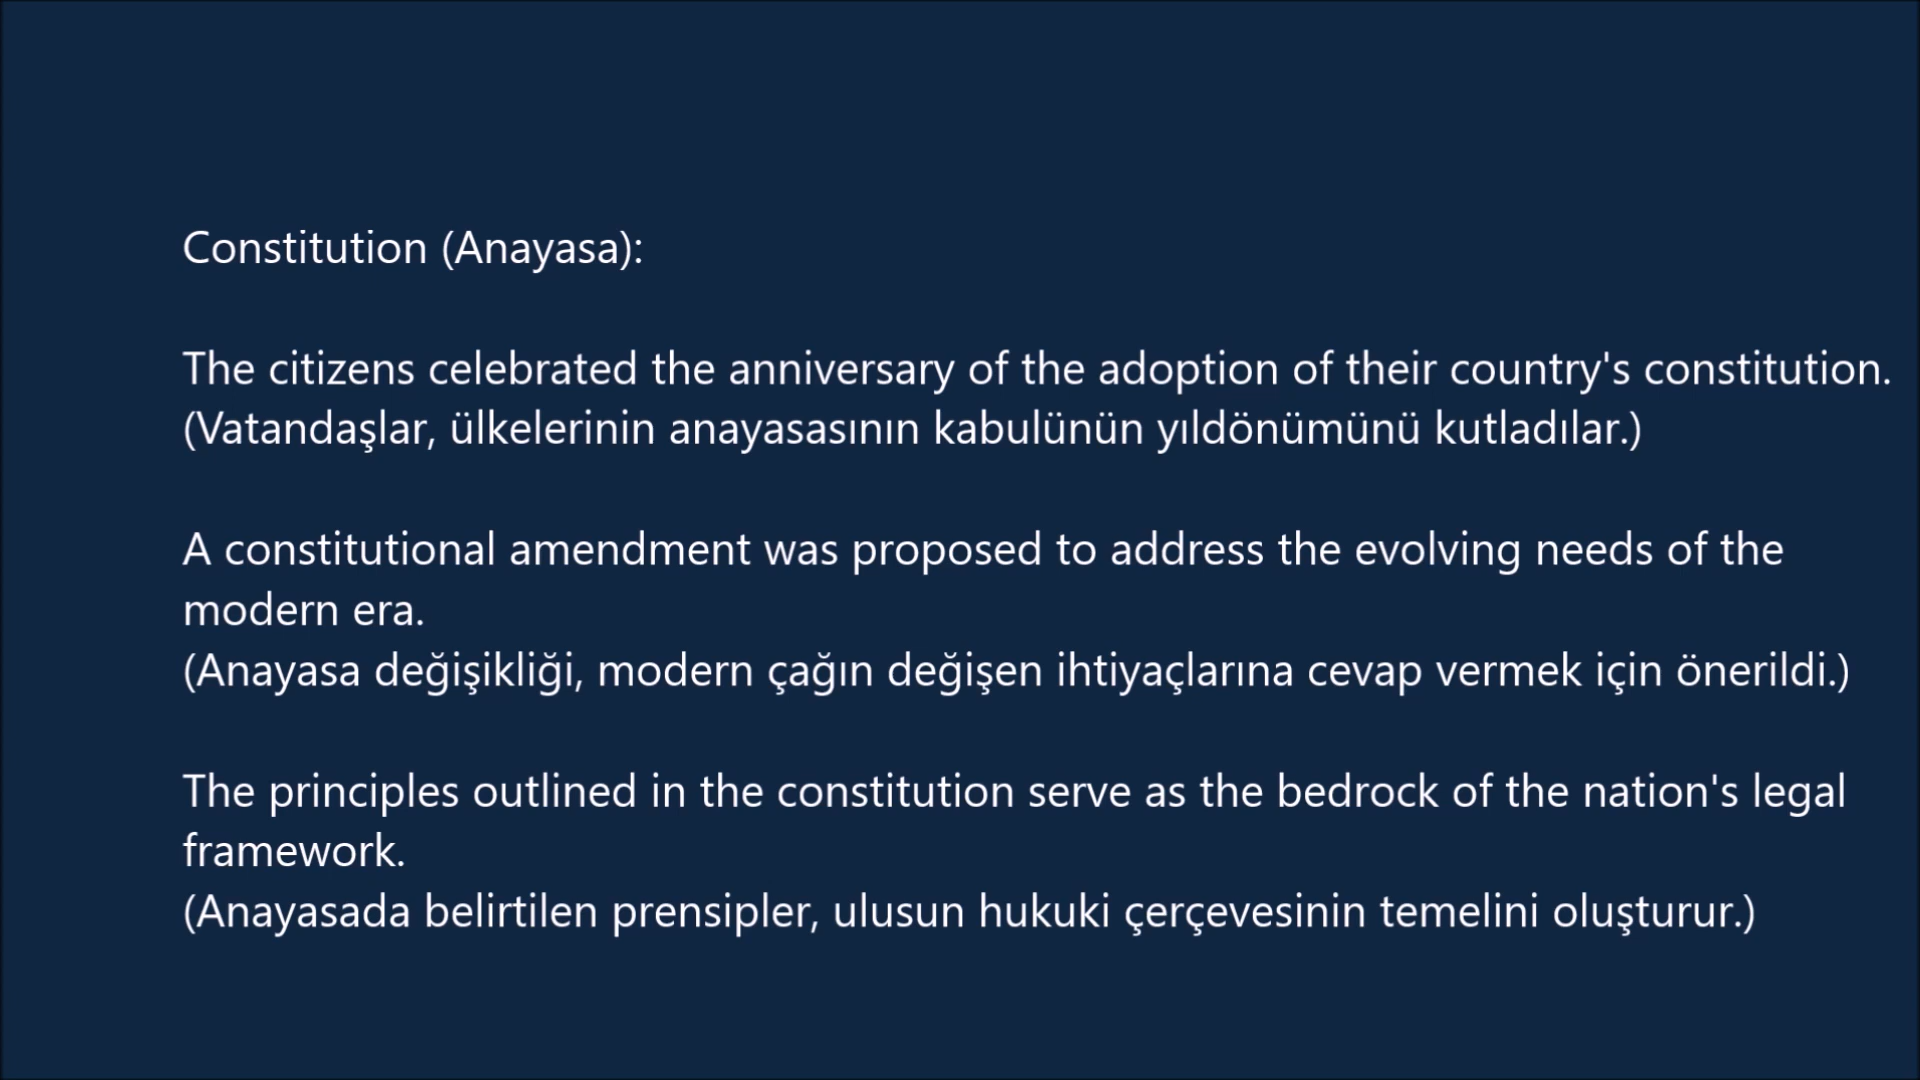 Constitution (Anayasa):
The citizens celebrated the anniversary of the adoption of their country's constitution.
(Vatandaşlar, ülkelerinin anayasasının kabulünün yıldönümünü kutladılar.)
A constitutional amendment was proposed to address the evolving needs of the
modern era.
(Anayasa değişikliği, modern çağın değişen ihtiyaçlarına cevap vermek için önerildi.)
The principles outlined in the constitution serve as the bedrock of the nation's legal
framework.
(Anayasada belirtilen prensipler, ulusun hukuki çerçevesinin temelini oluşturur.)